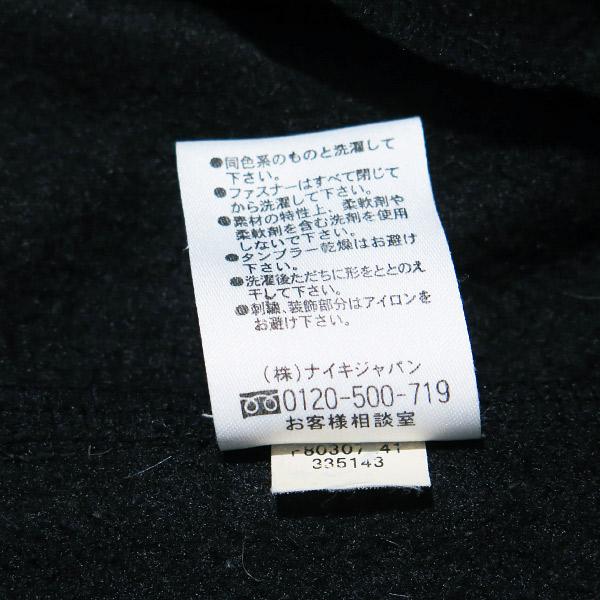 ●同色系のものと洗濯して
下さい。
●ファスナーはすべて閉じて
から洗濯して下さい。
●素材の特性上、柔軟剤や
柔軟剤を含む洗剤を使用
しないで下さい。
●タンブラー乾燥はお避け
下さい。
●洗濯後ただちに形をととのえ
干して下さい。
●刺繍、装飾部分はアイロンを
お避け下さい。
(株)ナイキジャパン
0120-500-719
お客様相談室
F80307 41
335143